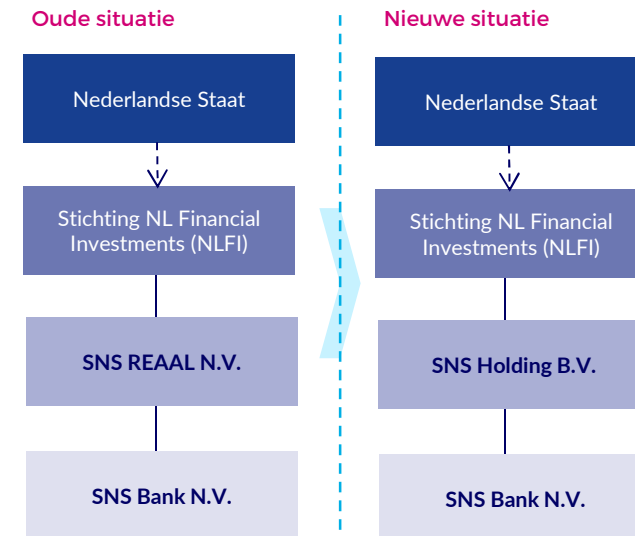 Oude situatie
Nederlandse Staat
Stichting NL Financial
Investments (NLFI)
SNS REAAL N.V.
SNS Bank N.V.
Nieuwe situatie
Nederlandse Staat
Stichting NL Financial
Investments (NLFI)
SNS Holding B.V.
SNS Bank N.V.